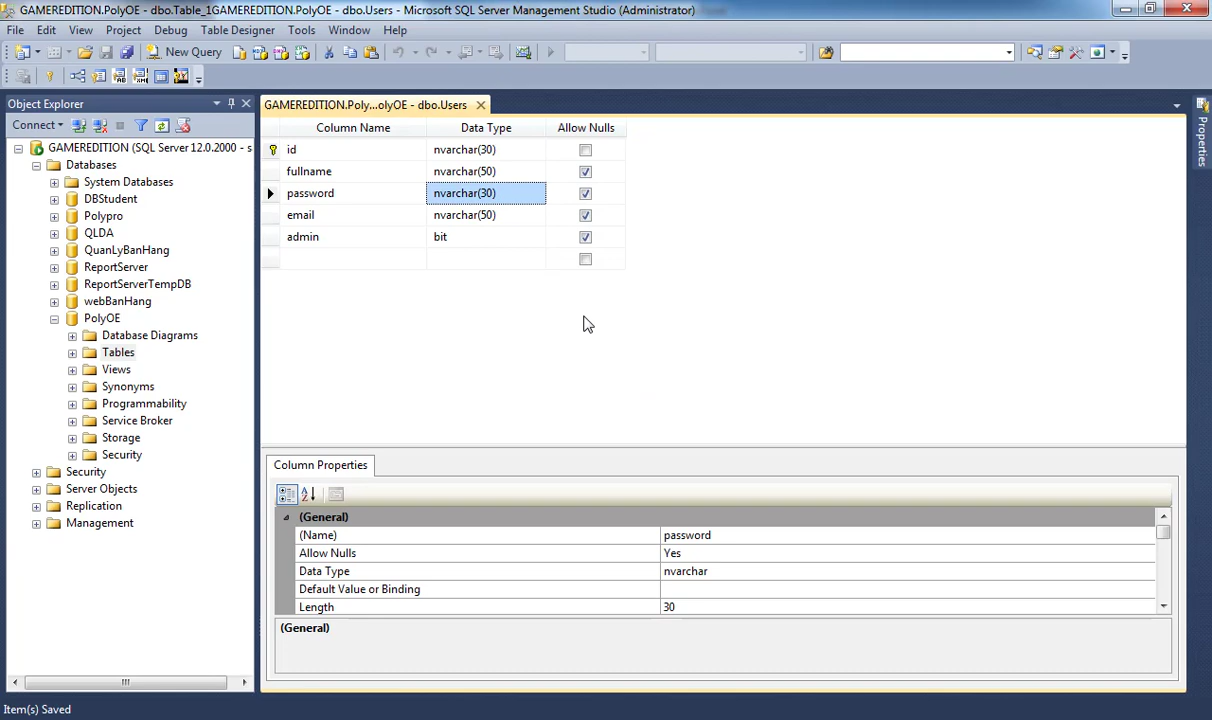 GAMEREDITION.PolyOE - dbo.Table_1GAMEREDITION.PolyOE - dbo.Users - Microsoft SQL Server Management Studio (Administrator)
File Edit View Project Debug Table Designer Tools Window Help
New Query
Object Explorer
Connect
GAMEREDITION (SQL Server 12.0.2000 - s
Databases
System Databases
DBStudent
Polypro
QLDA
QuanLyBanHang
ReportServer
ReportServerTempDB
webBanHang
PolyOE
Database Diagrams
Tables
Views
Synonyms
Programmability
Service Broker
Storage
Security
Security
Server Objects
Replication
Management
GAMEREDITION.Poly...olyOE - dbo.Users
Column Name Data Type Allow Nulls
id nvarchar(30)
fullname nvarchar(50)
password nvarchar(30)
email nvarchar(50)
admin bit
Column Properties
(General)
(Name) password
Allow Nulls Yes
Data Type nvarchar
Default Value or Binding
Length 30
(General)
Properties
Item(s) Saved